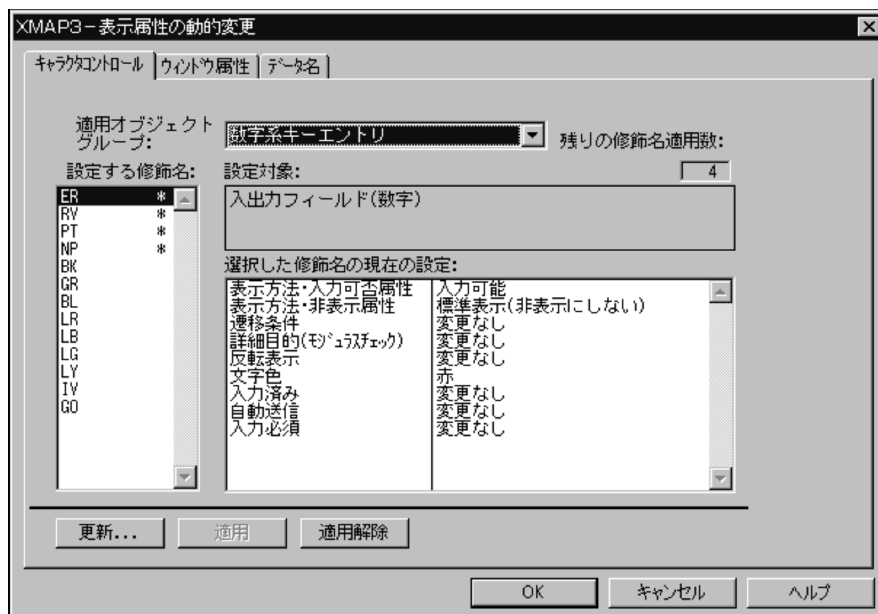 XMAP3－表示属性の動的変更
ｷｬﾗｸﾀｺﾝﾄﾛｰﾙ ｳｨﾝﾄﾞｳ属性 ﾃﾞｰﾀ名
適用オブジェクト
グループ:
数字系キーエントリ
残りの修飾名適用数:
4
設定する修飾名:
ER *
RV *
PT *
NP *
BK
GR
BL
LR
LB
LG
LY
IV
GO
設定対象:
入出力フィールド(数字)
選択した修飾名の現在の設定:
表示方法・入力可否属性 入力可能
表示方法・非表示属性 標準表示(非表示にしない)
遷移条件 変更なし
詳細目的(ﾓｼﾞｭﾗｽﾁｪｯｸ) 変更なし
反転表示 変更なし
文字色 赤
入力済み 変更なし
自動送信 変更なし
入力必須 変更なし
更新... 適用 適用解除
OK キャンセル ヘルプ